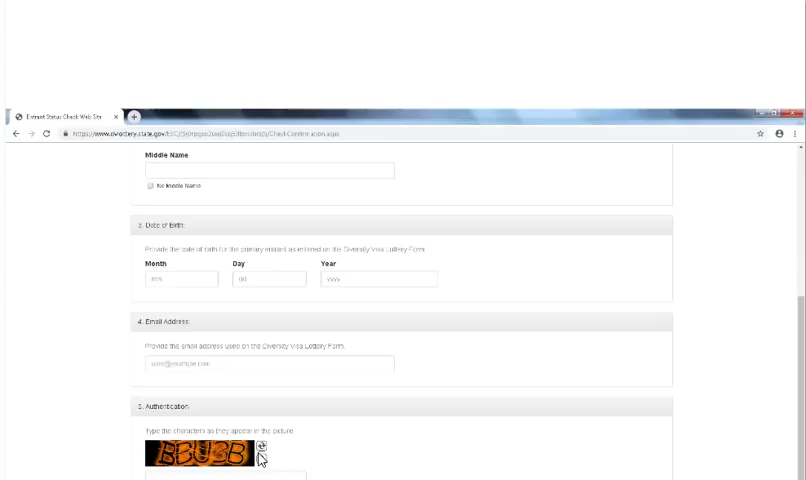 Entrant Status Check Web Site
Middle Name
No Middle Name
3. Date of Birth:
Provide the date of birth for the primary entrant as entered on the Diversity Visa Lottery Form.
Month Day Year
mm dd yyyy
4. Email Address:
Provide the email address used on the Diversity Visa Lottery Form.
user@example.com
5. Authentication
Type the characters as they appear in the picture